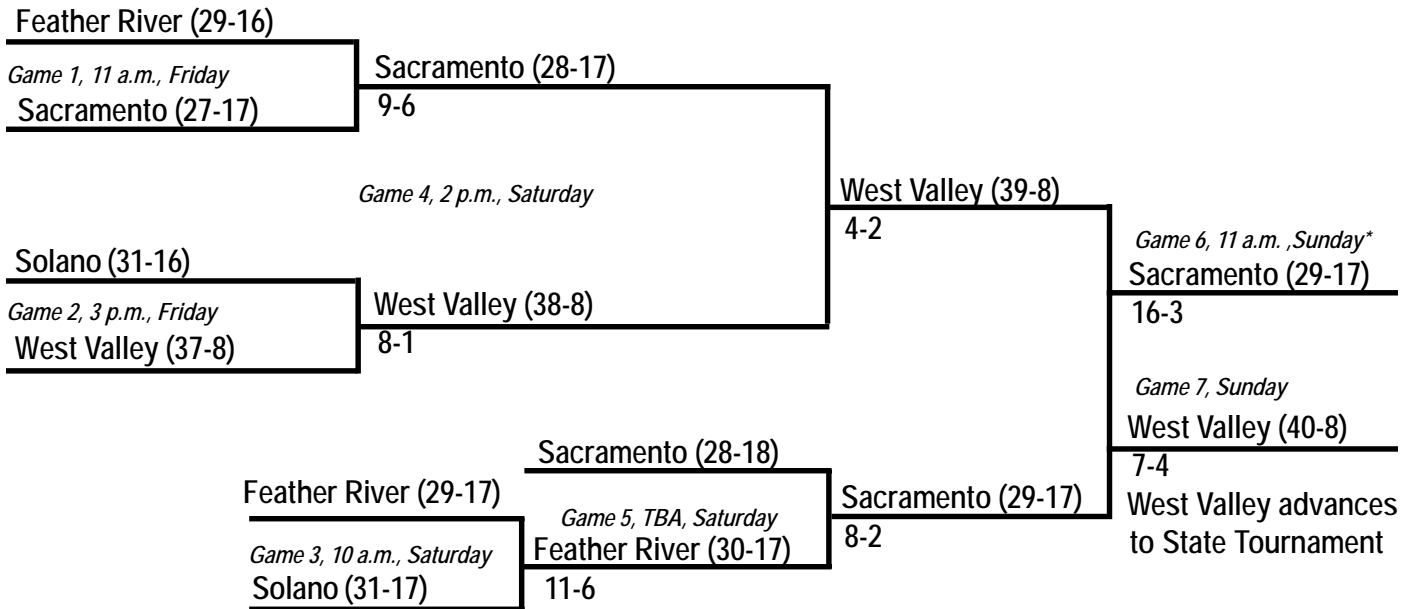 Feather River (29-16)
Game 1, 11 a.m., Friday
Sacramento (27-17)
Sacramento (28-17)
9-6
Game 4, 2 p.m., Saturday
Solano (31-16)
Game 2, 3 p.m., Friday
West Valley (37-8)
West Valley (38-8)
8-1
West Valley (39-8)
4-2
Feather River (29-17)
Game 3, 10 a.m., Saturday
Solano (31-17)
Sacramento (28-18)
Game 5, TBA, Saturday
Feather River (30-17)
11-6
Sacramento (29-17)
8-2
Game 6, 11 a.m. ,Sunday*
Sacramento (29-17)
16-3
Game 7, Sunday
West Valley (40-8)
7-4
West Valley advances
to State Tournament